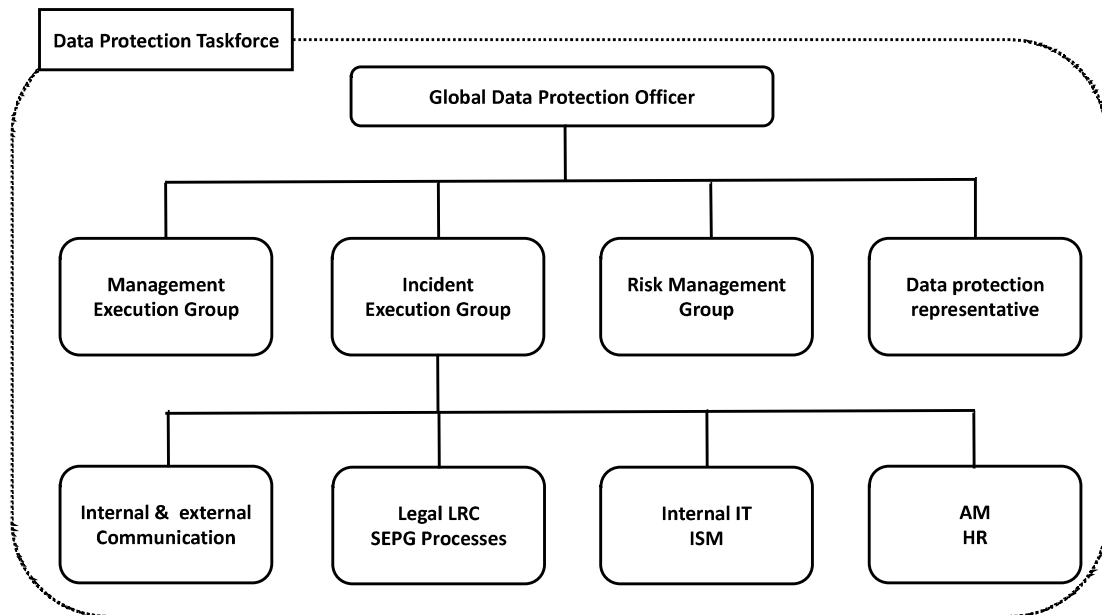 Data Protection Taskforce
Global Data Protection Officer
Management
Execution Group
Incident
Execution Group
Risk Management
Group
Data protection
representative
Internal &  external
Communication
Legal LRC
SEPG Processes
Internal IT
ISM
AM
HR